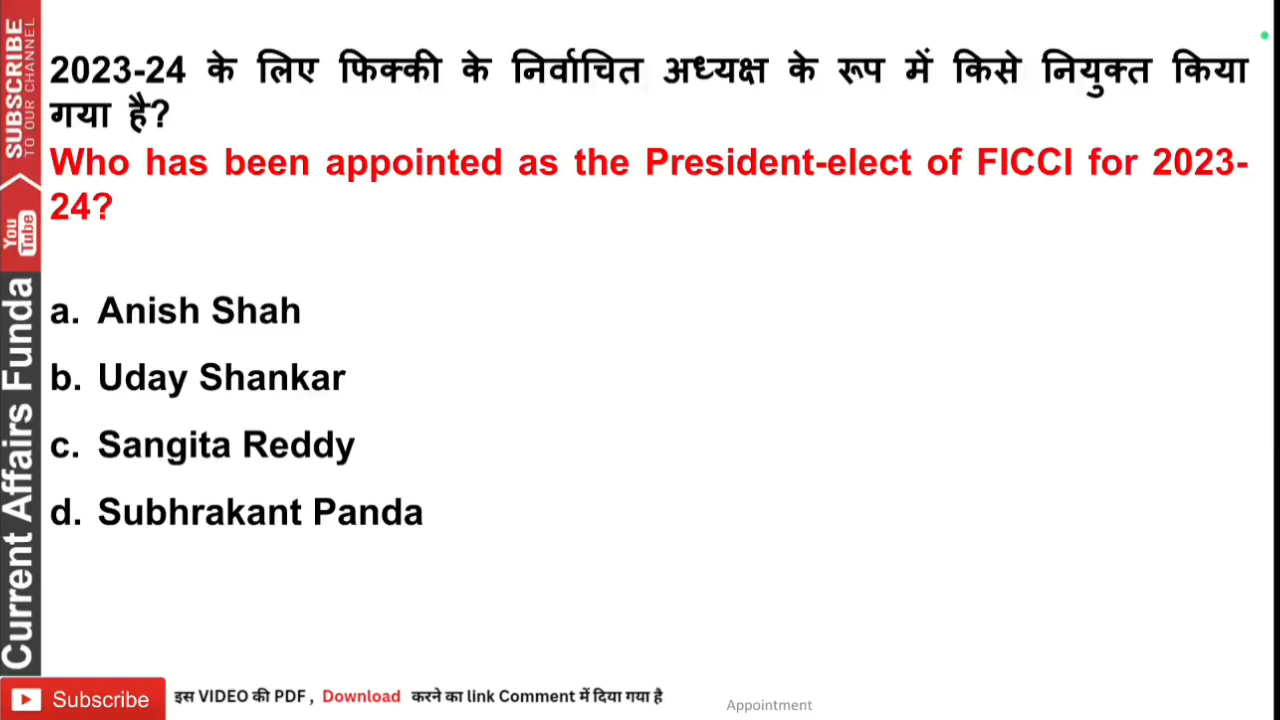 2023-24 के लिए फिक्की के निर्वाचित अध्यक्ष के रूप में किसे नियुक्त किया
गया है?
Who has been appointed as the President-elect of FICCI for 2023-
24?
a. Anish Shah
b. Uday Shankar
c. Sangita Reddy
d. Subhrakant Panda
SUBSCRIBE
TO OUR CHANNEL
You
Tube
Current Affairs Funda
Subscribe
इस VIDEO की PDF , Download करने का link Comment में दिया गया है
Appointment